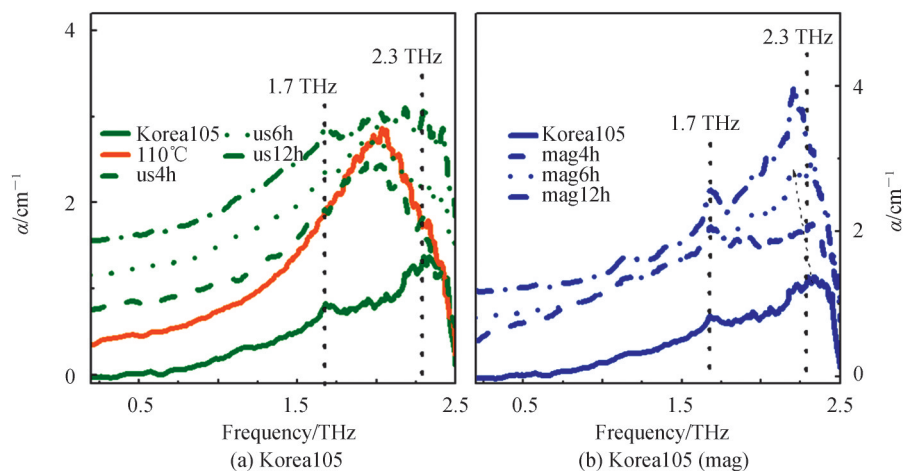 4
2
0
α/cm⁻¹
2.3 THz
1.7 THz
Korea105
110℃
us4h
us6h
us12h
0.5
1.5
2.5
Frequency/THz
(a) Korea105
2.3 THz
1.7 THz
Korea105
mag4h
mag6h
mag12h
4
2
0
α/cm⁻¹
0.5
1.0
1.5
2.5
Frequency/THz
(b) Korea105 (mag)